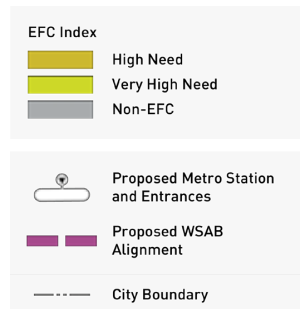 EFC Index
High Need
Very High Need
Non-EFC
Proposed Metro Station
and Entrances
Proposed WSAB
Alignment
City Boundary